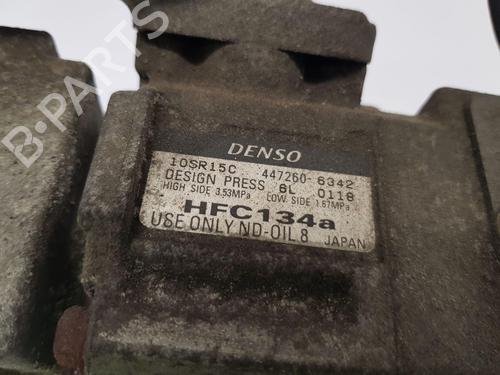 B-Parts
DENSO
10SR15C 447260-6342
DESIGN PRESS 8L 0118
HIGH SIDE 3.53MPa LOW SIDE 1.67MPa
HFC134a
USE ONLY ND-OIL8 JAPAN